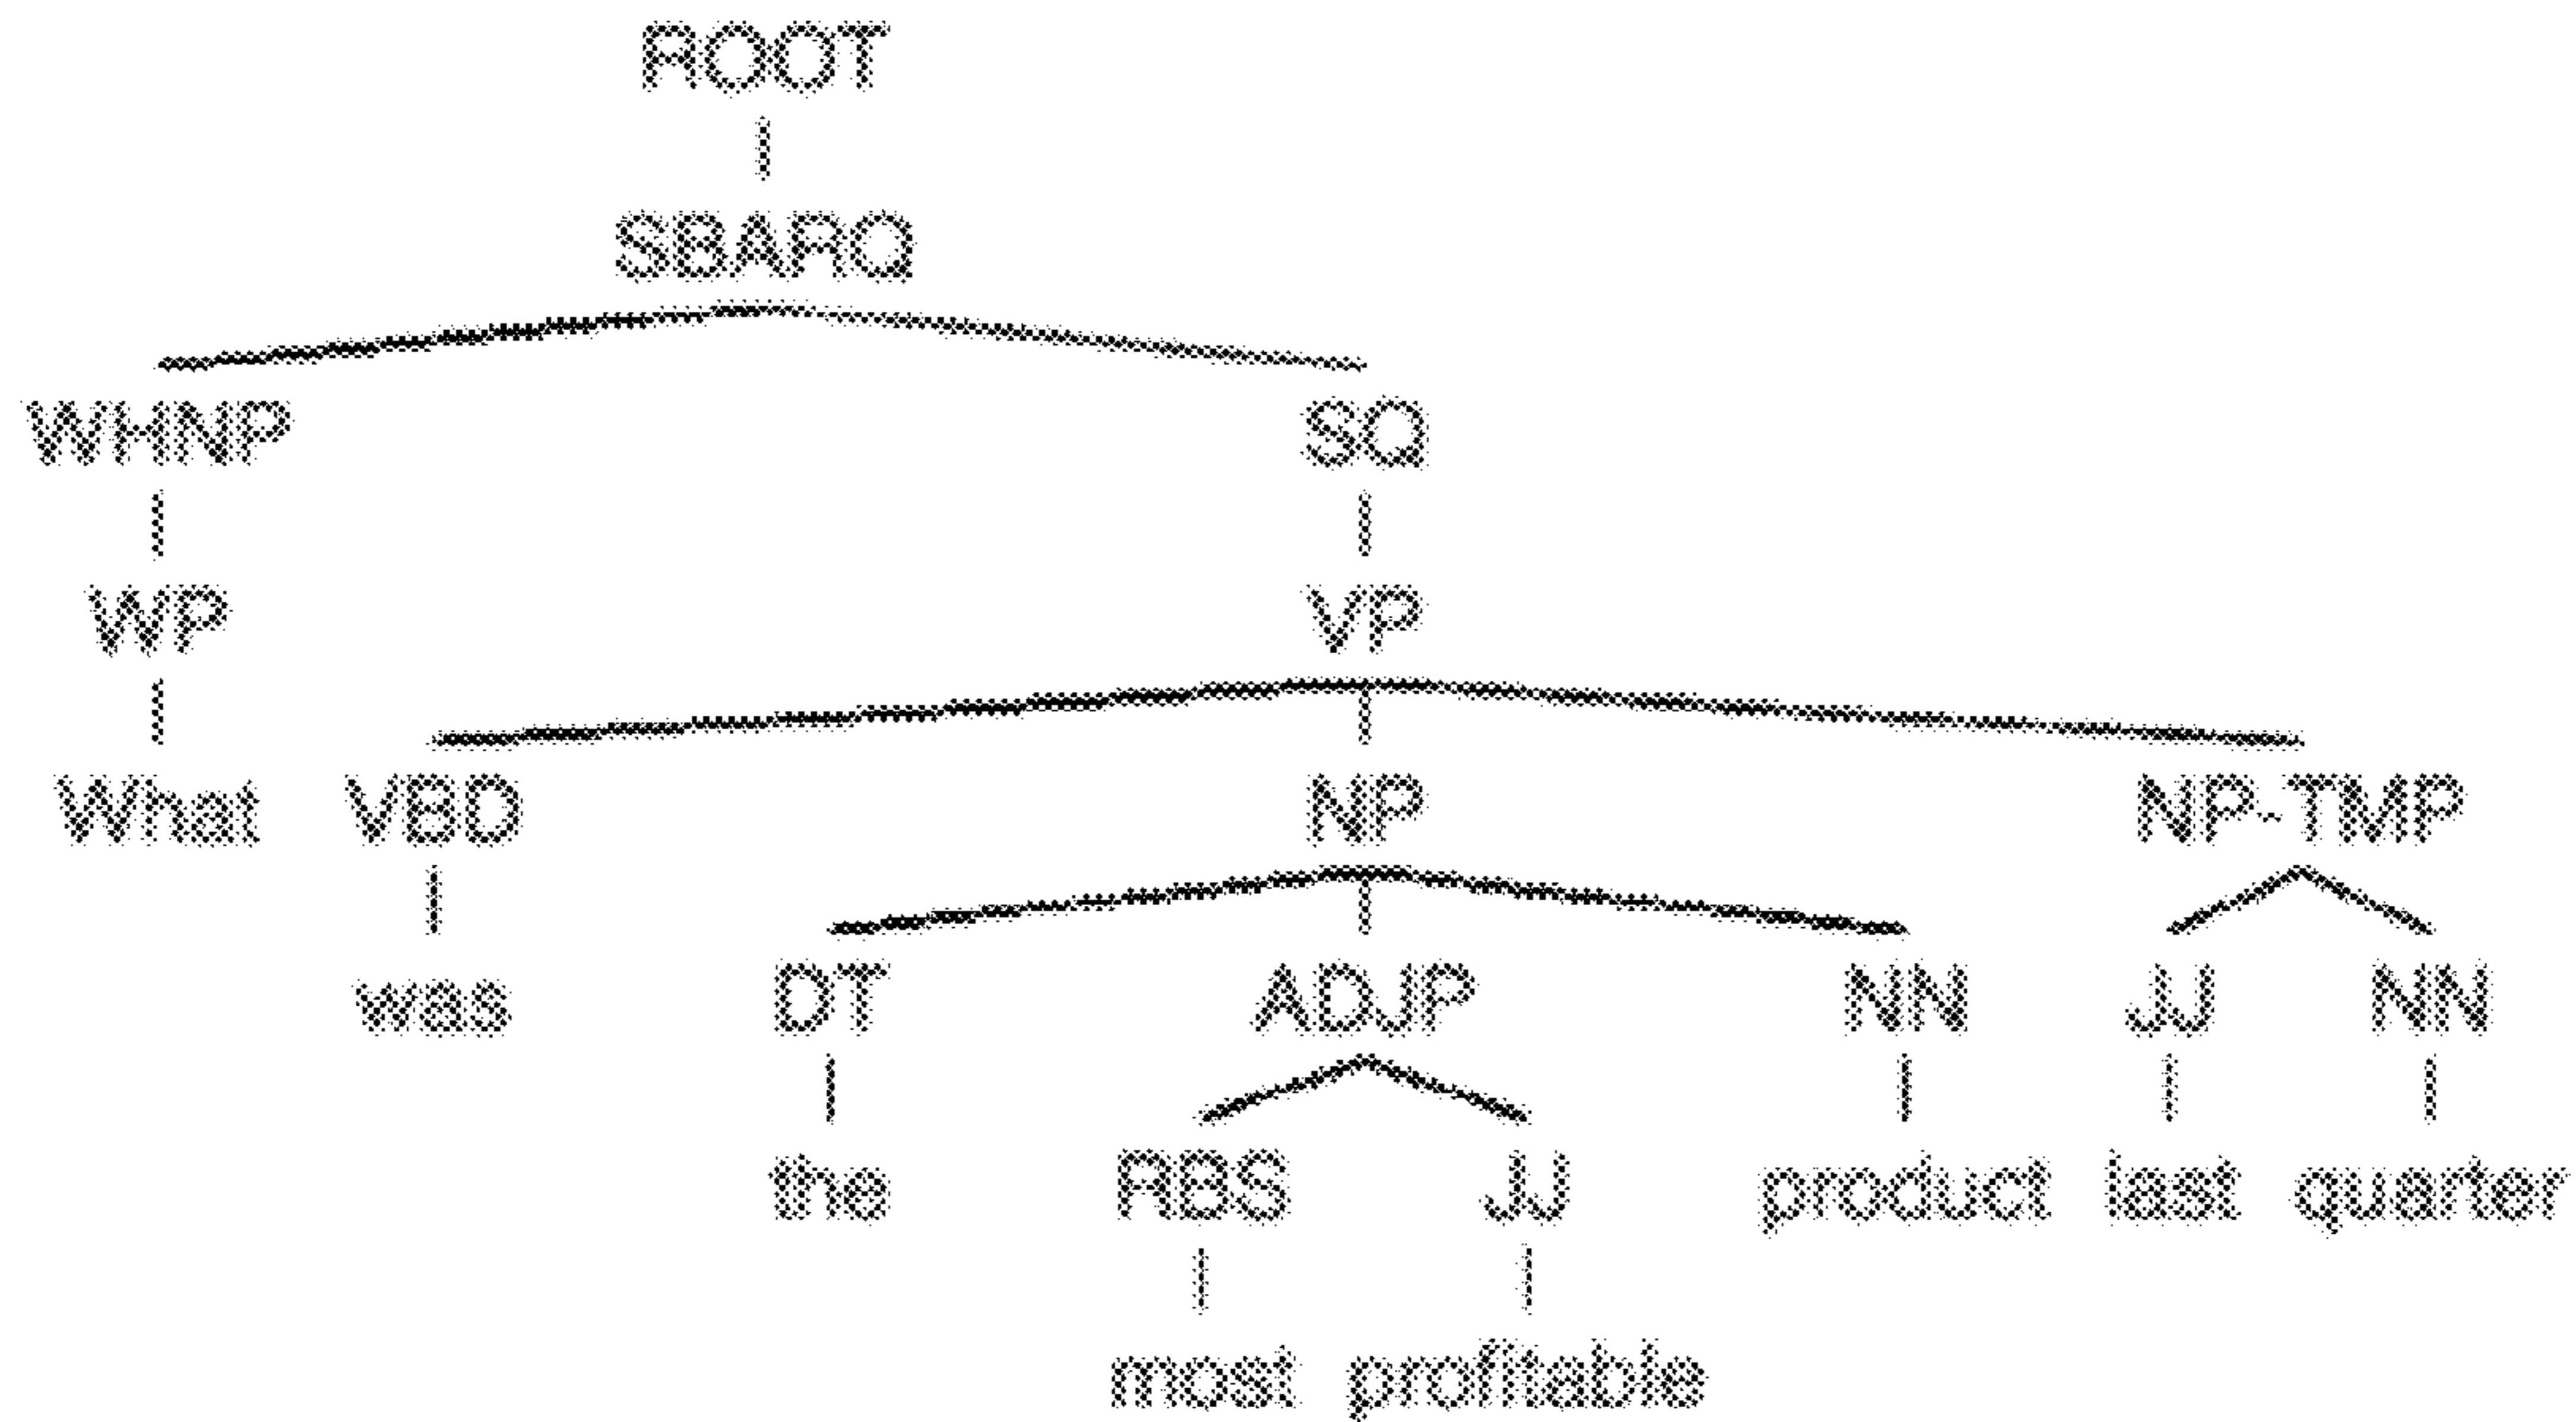 ROOT
SBARQ
WHNP SQ
WP VP
What VBD NP NP-TMP
was DT ADJP NN JJ NN
the RBS JJ product last quarter
most profitable